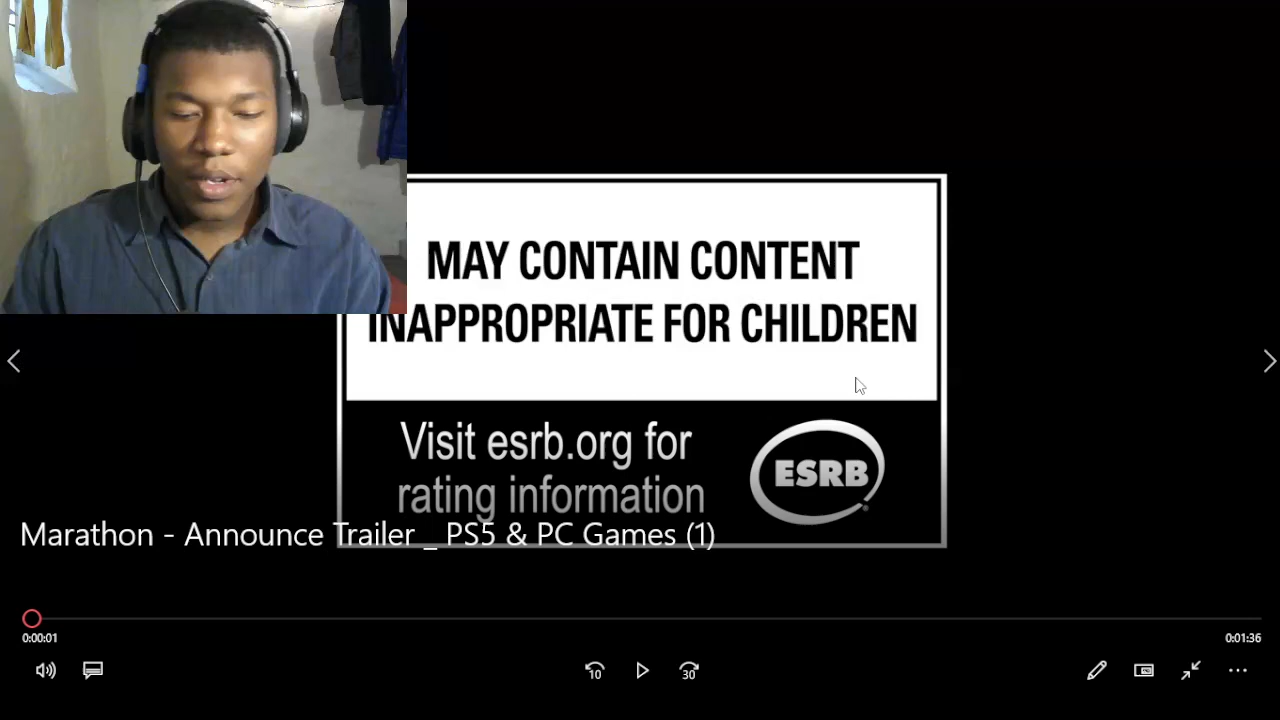 MAY CONTAIN CONTENT
INAPPROPRIATE FOR CHILDREN
Visit esrb.org for
rating information
ESRB
Marathon - Announce Trailer _ PS5 & PC Games (1)
0:00:01
0:01:36
10
30